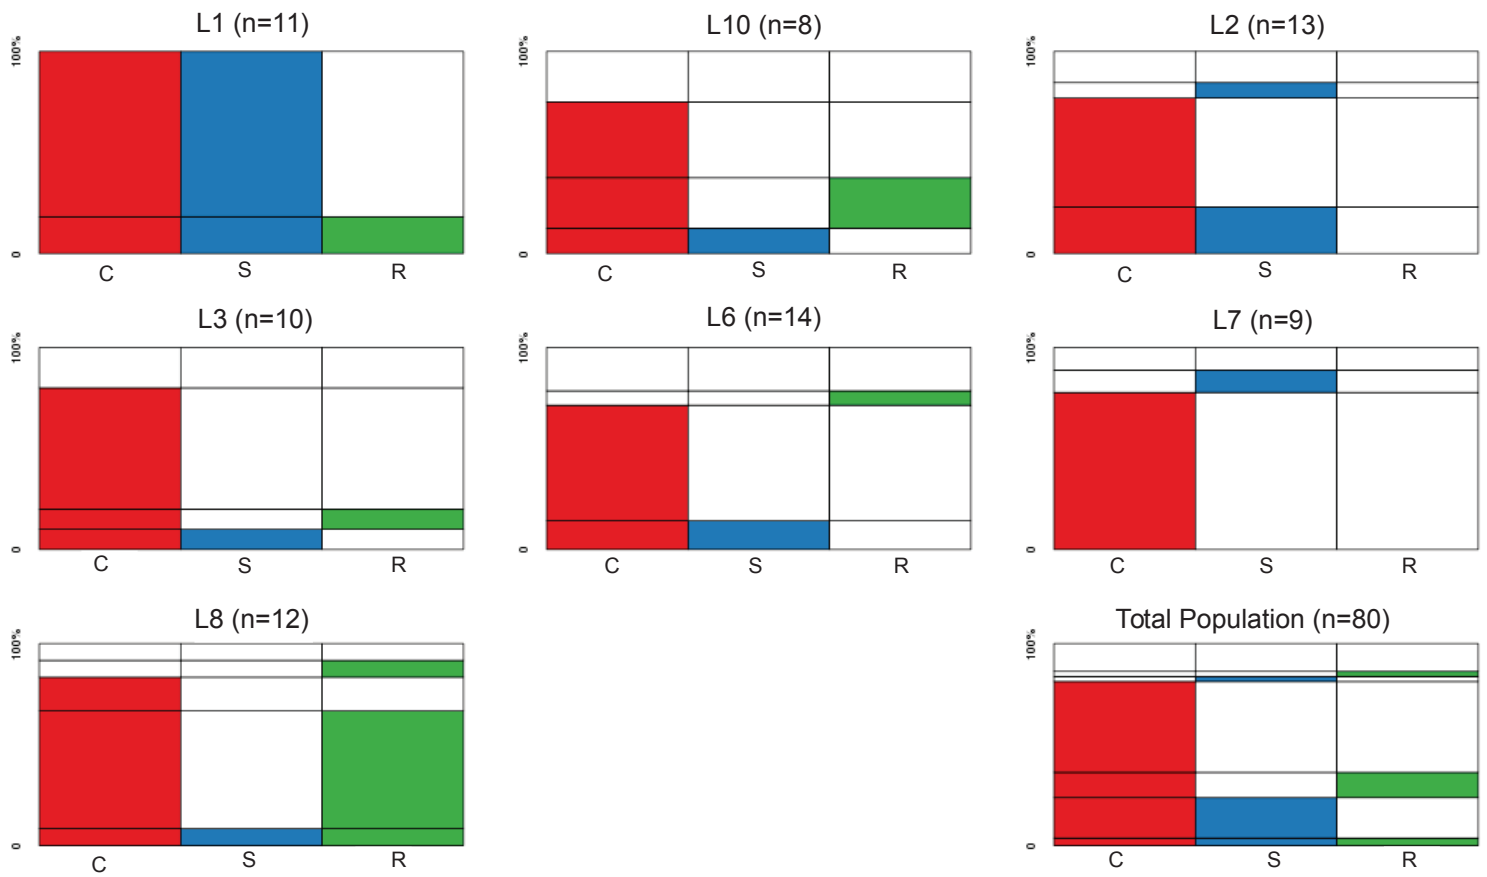 L1 (n=11)
L10 (n=8)
L2 (n=13)
100%
0
C S R
100%
0
C S R
100%
0
C S R
L3 (n=10)
L6 (n=14)
L7 (n=9)
100%
0
C S R
100%
0
C S R
100%
0
C S R
L8 (n=12)
Total Population (n=80)
100%
0
C S R
100%
0
C S R